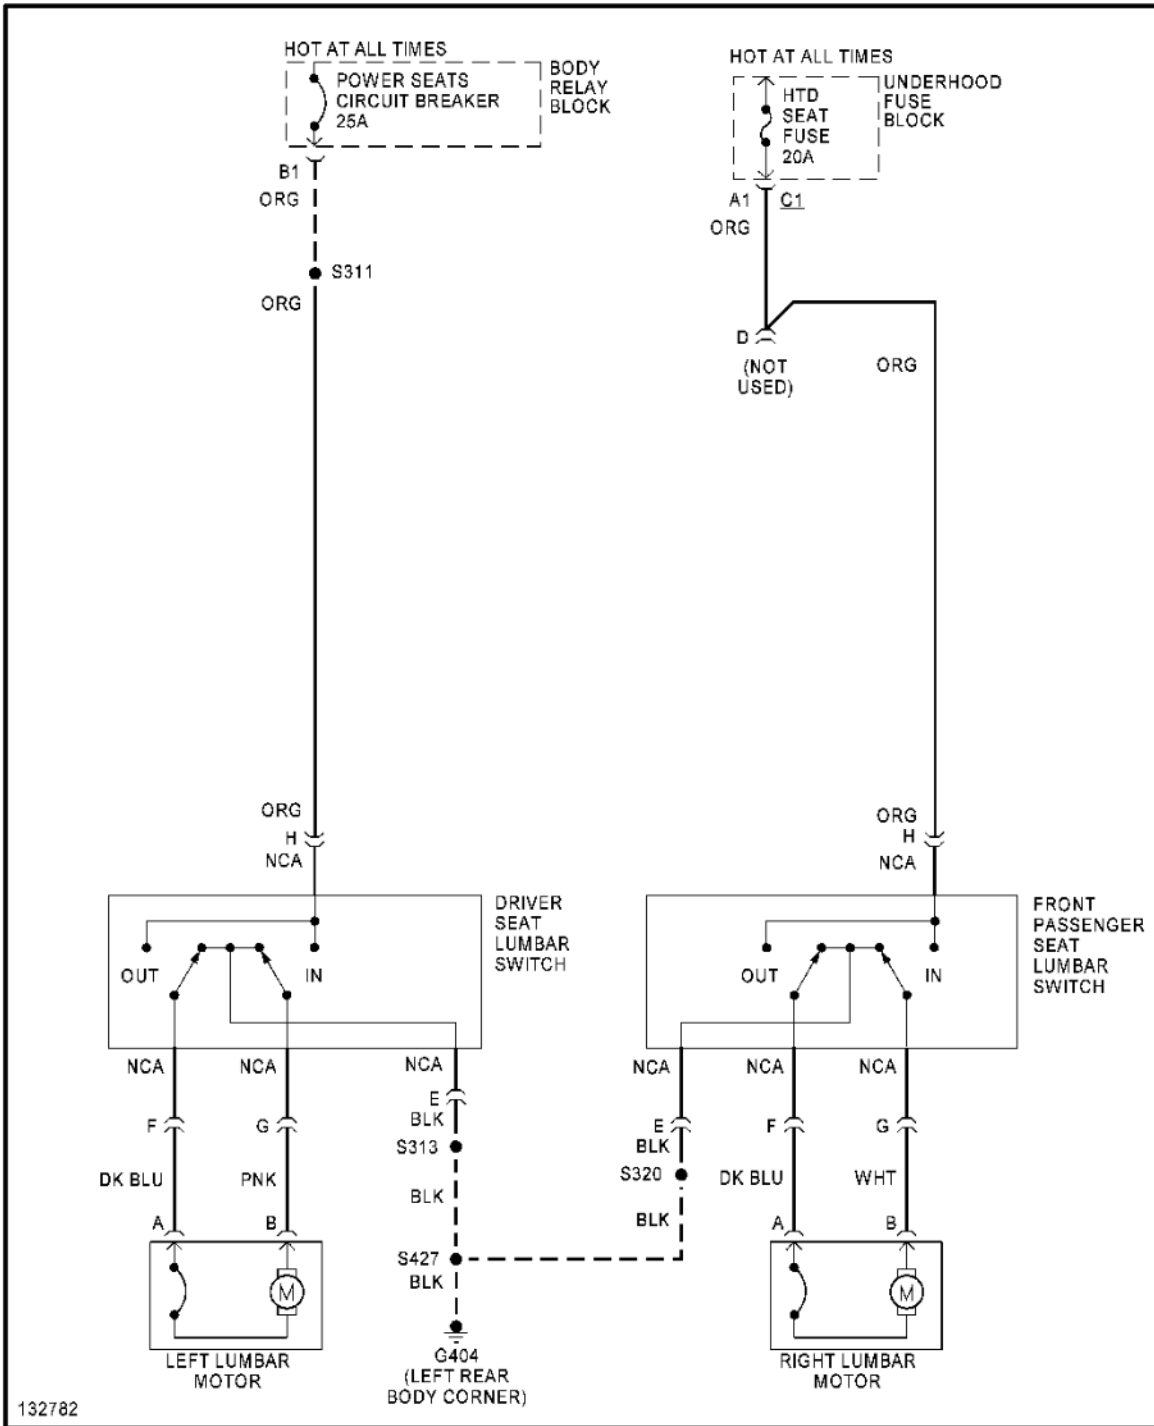 HOT AT ALL TIMES
POWER SEATS
CIRCUIT BREAKER
25A
BODY
RELAY
BLOCK
B1
ORG
S311
ORG
HOT AT ALL TIMES
HTD
SEAT
FUSE
20A
UNDERHOOD
FUSE
BLOCK
A1 C1
ORG
D
(NOT
USED)
ORG
ORG
H
NCA
ORG
H
NCA
DRIVER
SEAT
LUMBAR
SWITCH
OUT
IN
FRONT
PASSENGER
SEAT
LUMBAR
SWITCH
OUT
IN
NCA
NCA
NCA
F
G
E
BLK
S313
DK BLU
PNK
BLK
A
B
S427
BLK
M
LEFT LUMBAR
MOTOR
G404
(LEFT REAR
BODY CORNER)
NCA
NCA
NCA
E
F
G
BLK
S320
DK BLU
WHT
BLK
A
B
M
RIGHT LUMBAR
MOTOR
132782